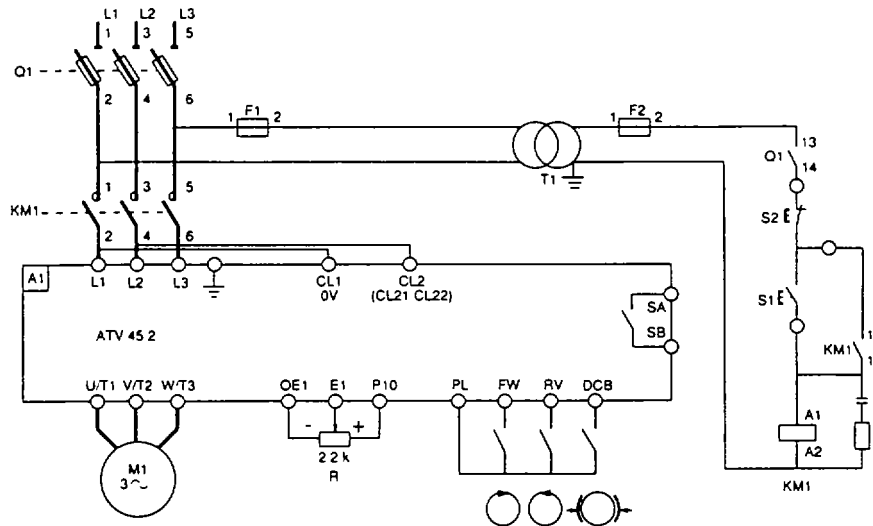 L1 L2 L3
1 3 5
Q1
2 4 6
1 F1 2
1 F2 2
13
Q1
14
T1
1 3 5
KM1
2 4 6
S2 E
A1
L1 L2 L3
CL1
0V
CL2
(CL21 CL22)
SA
SB
S1 E
ATV 45 2
KM1
1
1
U/T1 V/T2 W/T3
OE1 E1 P10
PL FW RV DCB
- +
2 2 k
R
M1
3 ~
A1
A2
KM1